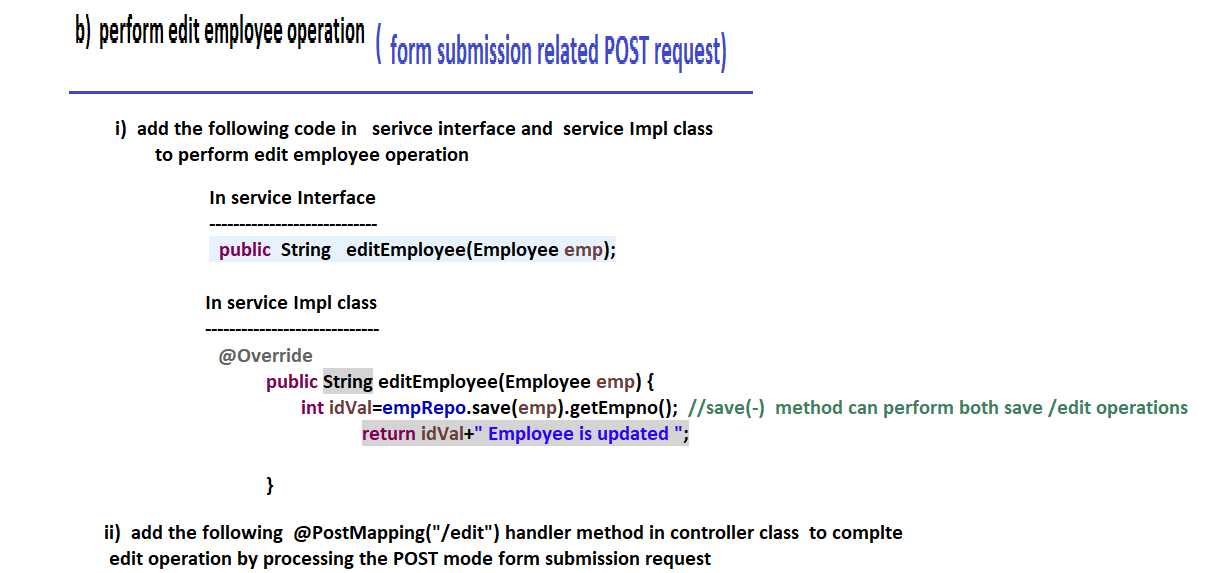 b) perform edit employee operation ( form submission related POST request)
i) add the following code in serivce interface and service Impl class
to perform edit employee operation
In service Interface
----------------------------
public String editEmployee(Employee emp);
In service Impl class
-----------------------------
@Override
public String editEmployee(Employee emp) {
int idVal=empRepo.save(emp).getEmpno(); //save(-) method can perform both save /edit operations
return idVal+" Employee is updated ";
}
ii) add the following @PostMapping("/edit") handler method in controller class to complte
edit operation by processing the POST mode form submission request